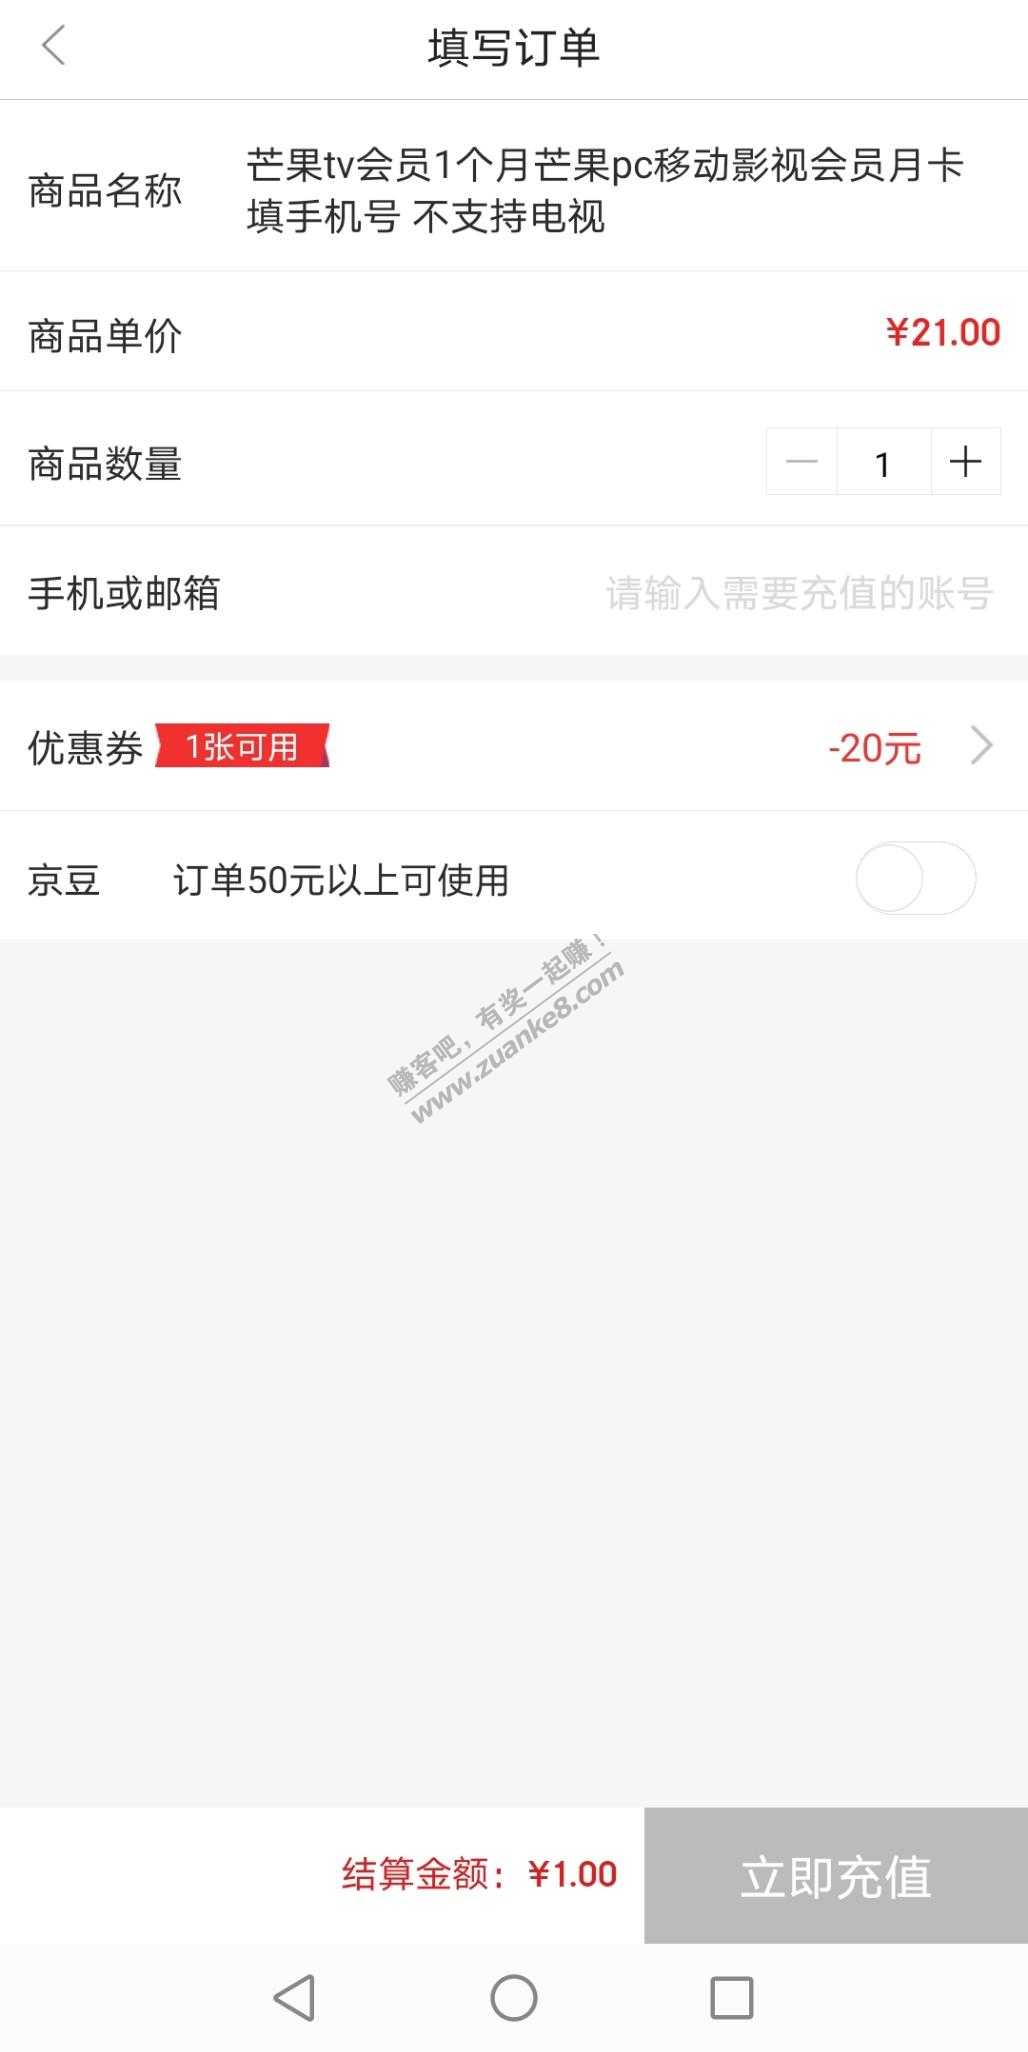 填写订单
商品名称
芒果tv会员1个月芒果pc移动影视会员月卡
填手机号 不支持电视
商品单价
¥21.00
商品数量
1
手机或邮箱
请输入需要充值的账号
优惠券
1张可用
-20元
京豆
订单50元以上可使用
赚客吧，有奖一起赚！
www.zuanke8.com
结算金额：¥1.00
立即充值